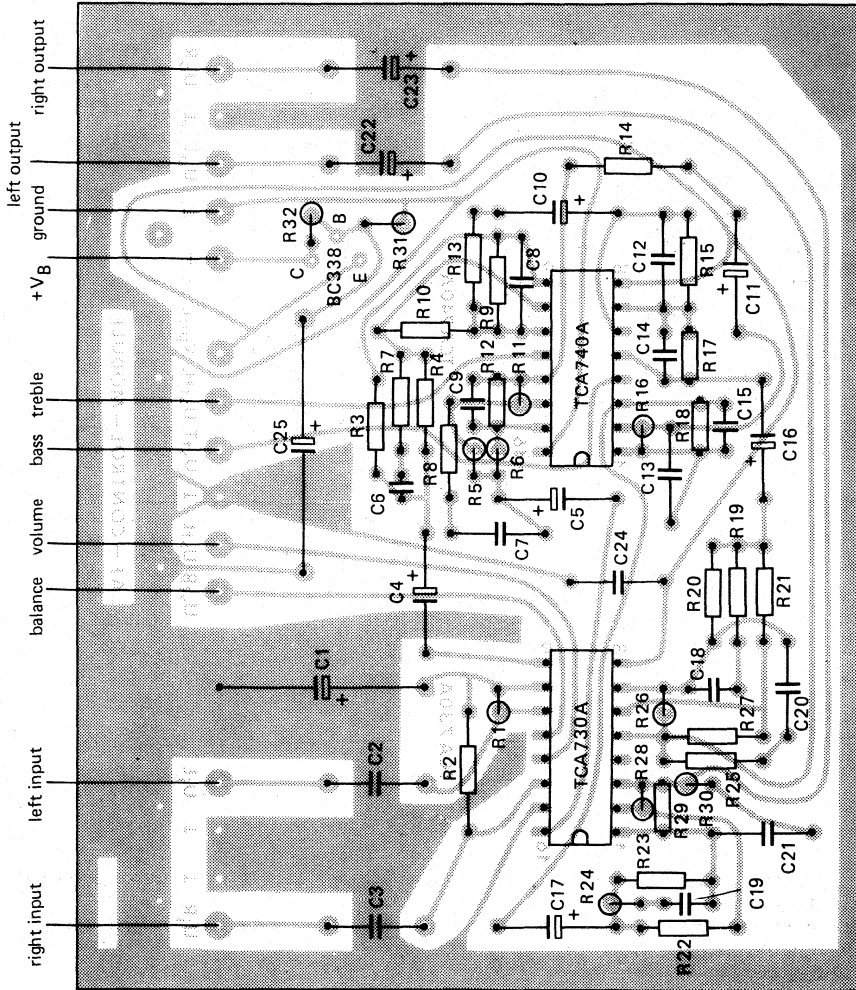 right output
left output
ground
+VB
treble
bass
volume
balance
left input
right input
C23
C22
R32
B
C
BC338
E
R31
C25
R14
C10
R13
R9
C8
R10
C12
R15
C11
R7
R4
R3
R8
C9
R12
R11
TCA740A
C14
R17
R16
R18
C15
C16
C6
R5
R6
C13
C5
C7
C4
C24
R20
R19
R21
C1
C18
R26
R27
C20
R1
R2
TCA730A
R28
R25
R29
R30
C2
C21
R23
C3
C17
R24
C19
R22